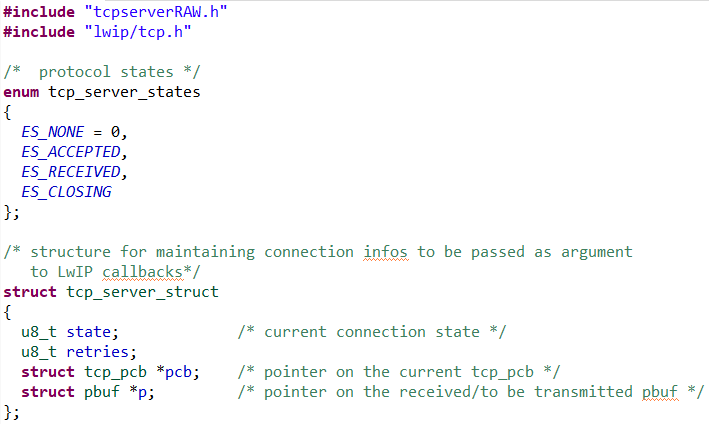 #include "tcpserverRAW.h"
#include "lwip/tcp.h"
/*  protocol states */
enum tcp_server_states
{
  ES_NONE = 0,
  ES_ACCEPTED,
  ES_RECEIVED,
  ES_CLOSING
};
/* structure for maintaining connection infos to be passed as argument
   to LwIP callbacks*/
struct tcp_server_struct
{
  u8_t state;             /* current connection state */
  u8_t retries;
  struct tcp_pcb *pcb;    /* pointer on the current tcp_pcb */
  struct pbuf *p;         /* pointer on the received/to be transmitted pbuf */
};